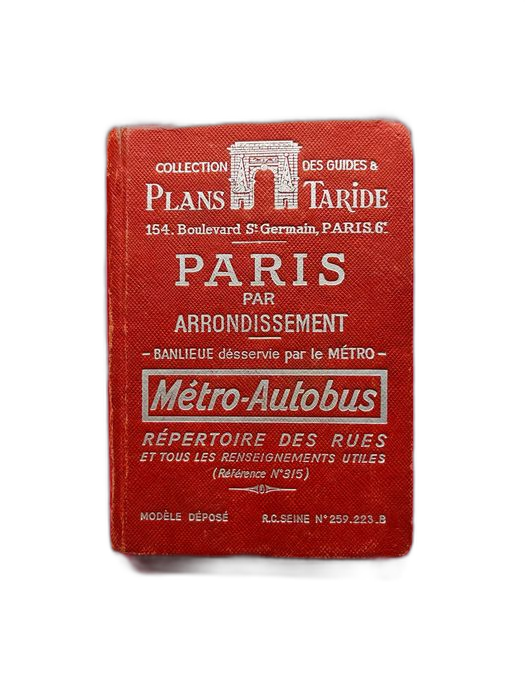 COLLECTION DES GUIDES &
PLANS TARIDE
154. Boulevard St Germain, PARIS. 6e
PARIS
PAR
ARRONDISSEMENT
- BANLIEUE désservie par le MÉTRO -
Métro-Autobus
RÉPERTOIRE DES RUES
ET TOUS LES RENSEIGNEMENTS UTILES
(Référence N° 315)
MODÈLE DÉPOSÉ R.C. SEINE N° 259.223.B